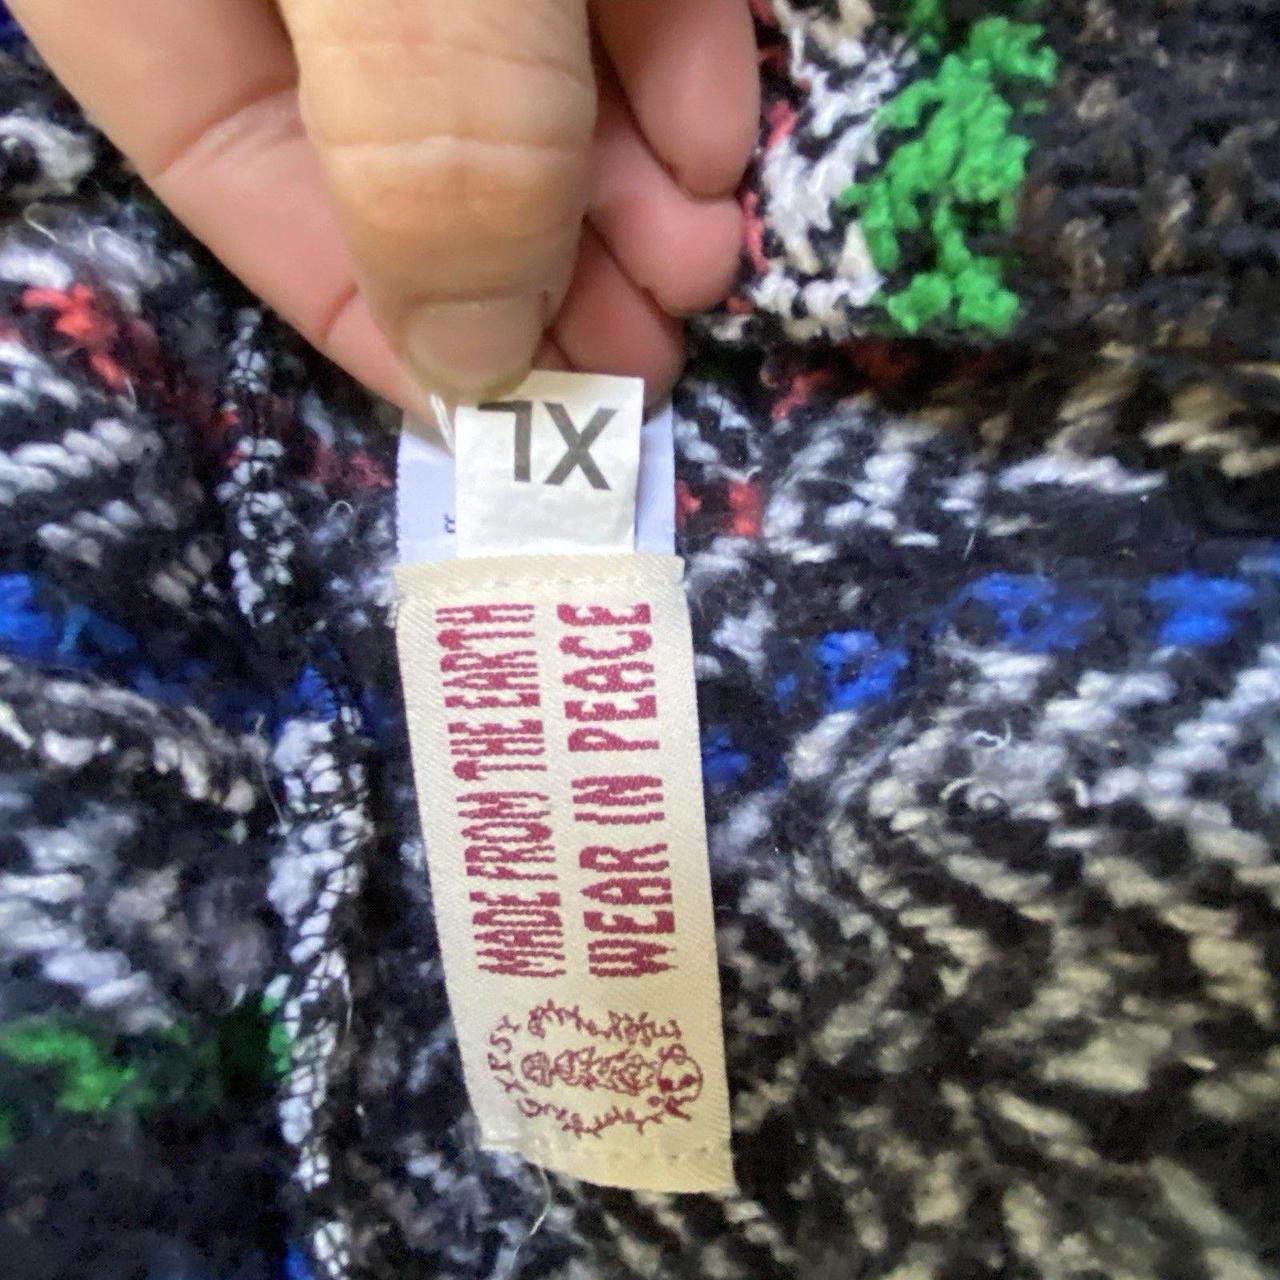 XL
MADE FROM THE EARTH
WEAR IN PEACE
GYPSY